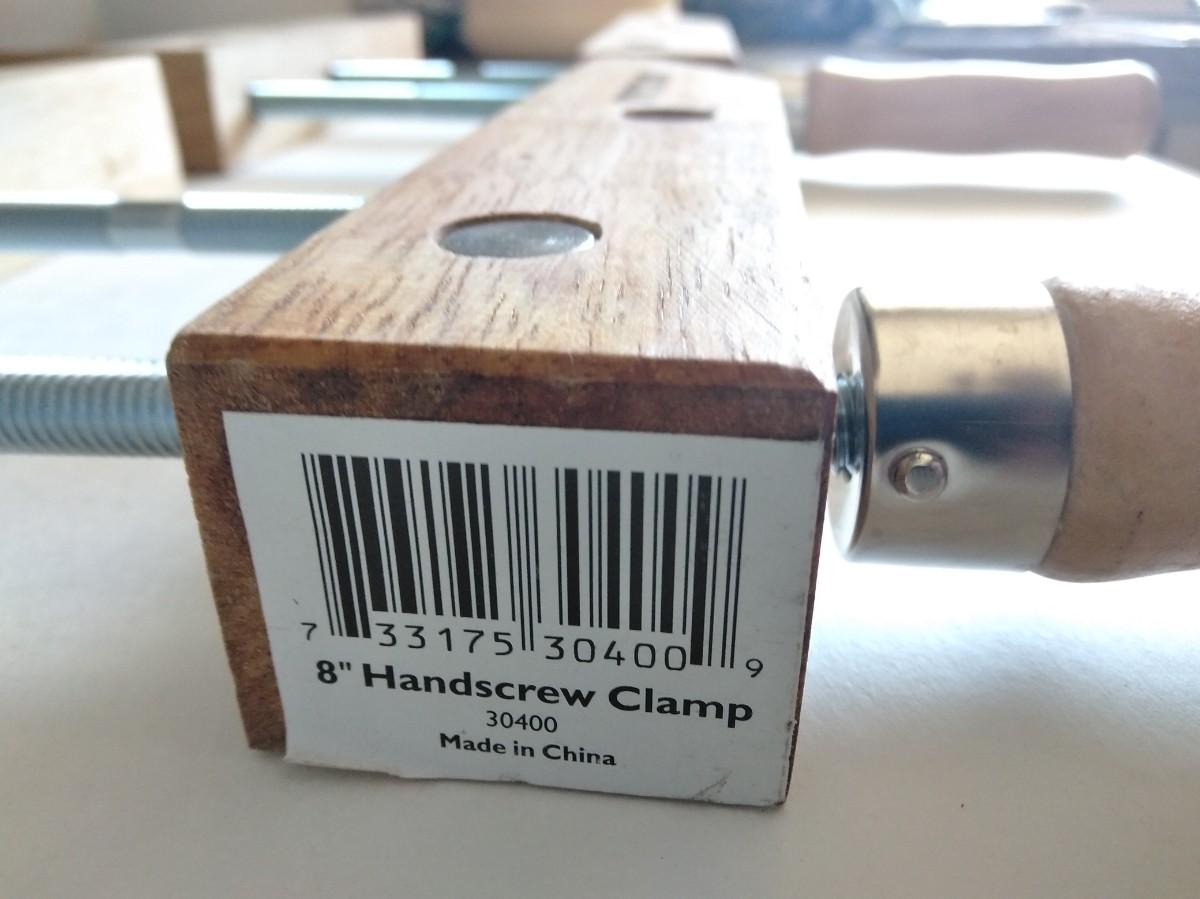 7 33175 30400 9
8" Handscrew Clamp
30400
Made in China